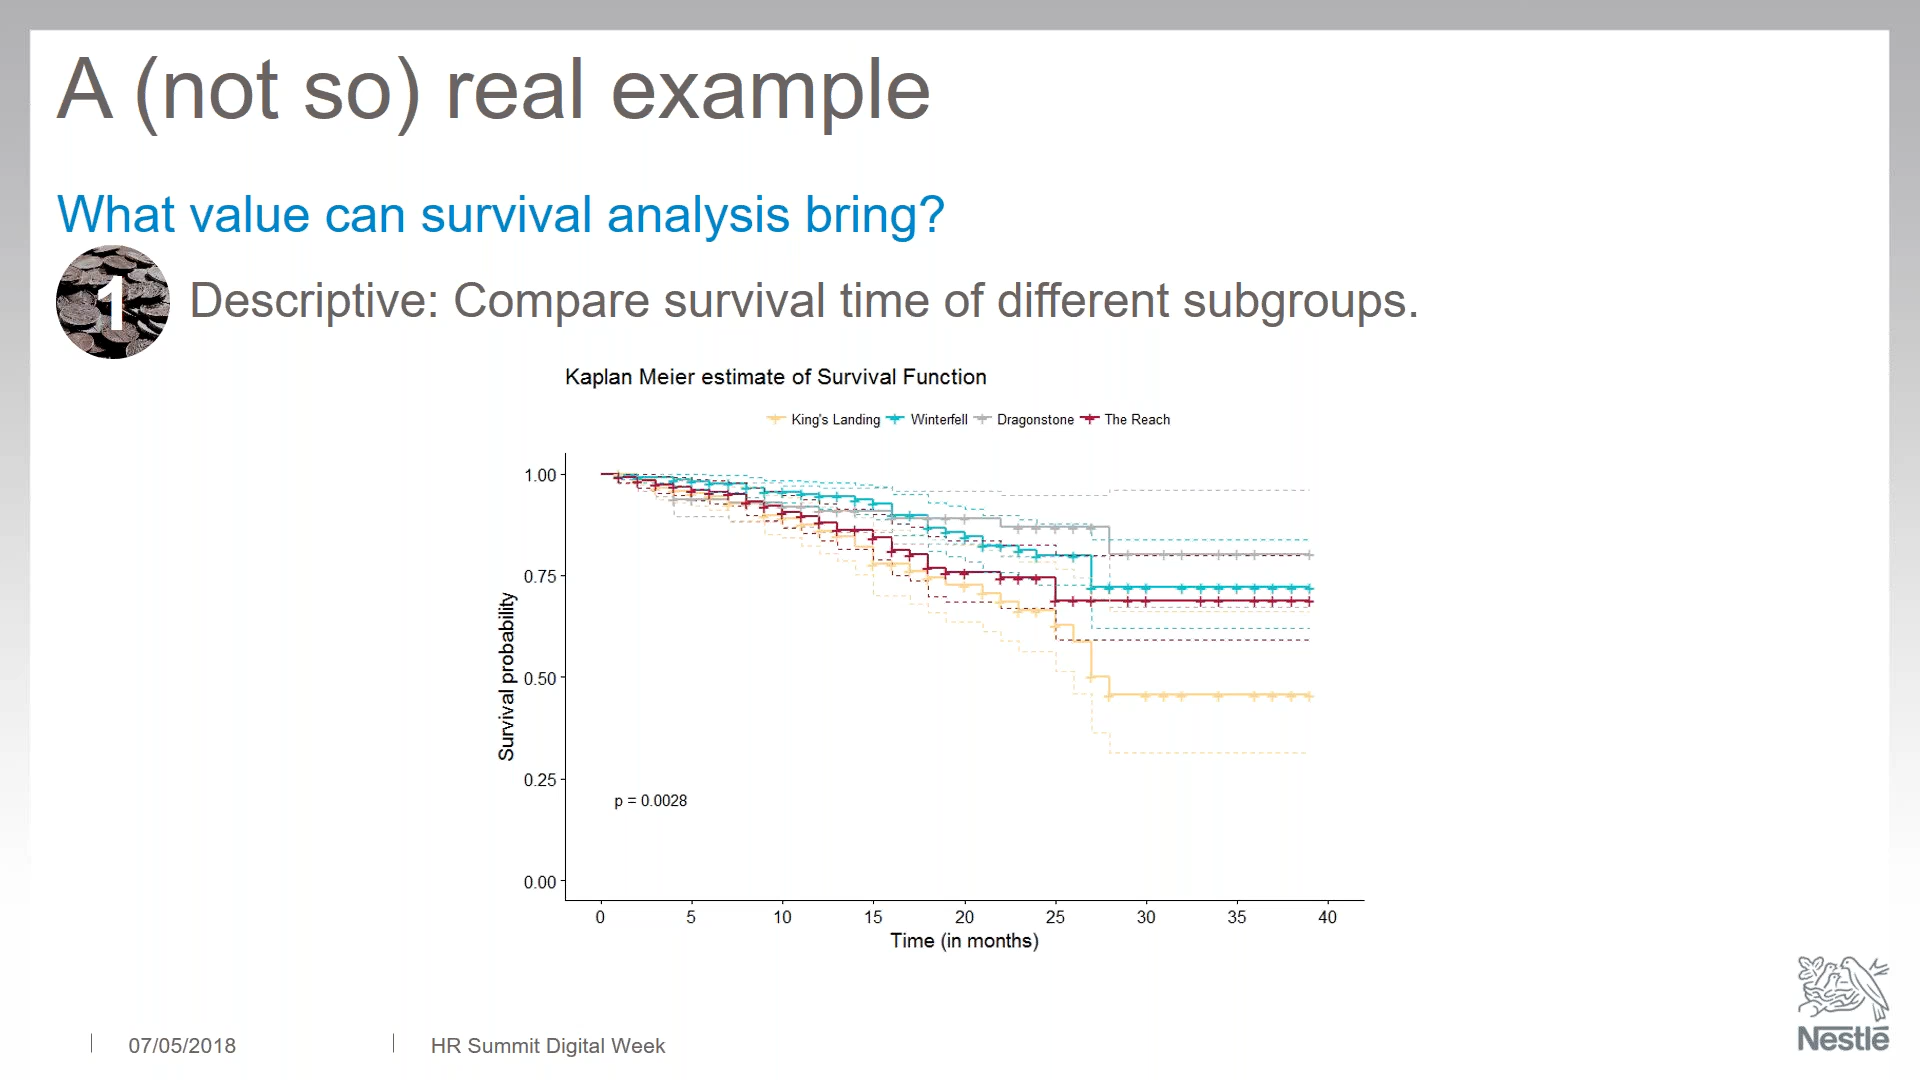 A (not so) real example
What value can survival analysis bring?
1
Descriptive: Compare survival time of different subgroups.
Kaplan Meier estimate of Survival Function
King's Landing Winterfell Dragonstone The Reach
Survival probability
1.00
0.75
0.50
0.25
0.00
p = 0.0028
0 5 10 15 20 25 30 35 40
Time (in months)
07/05/2018
HR Summit Digital Week
Nestlé